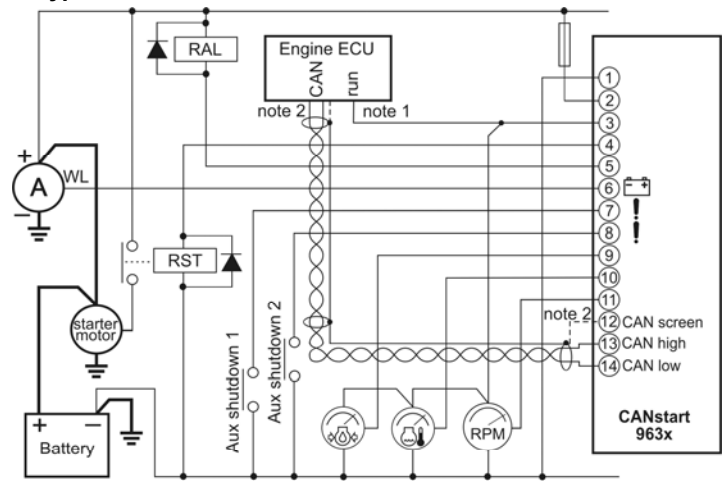 RAL
Engine ECU
CAN
run
note 2
note 1
1
2
3
4
5
6
7
8
9
10
11
12 CAN screen
13 CAN high
14 CAN low
note 2
+
A
WL
−
− +
!
!
RST
starter
motor
Aux shutdown 1
Aux shutdown 2
RPM
+ −
Battery
CANstart
963x